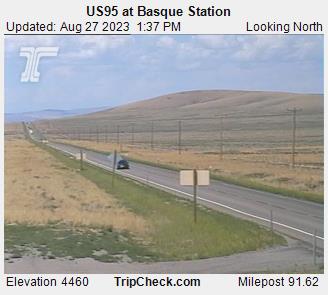 US95 at Basque Station
Updated: Aug 27 2023 1:37 PM Looking North
Elevation 4460 TripCheck.com Milepost 91.62